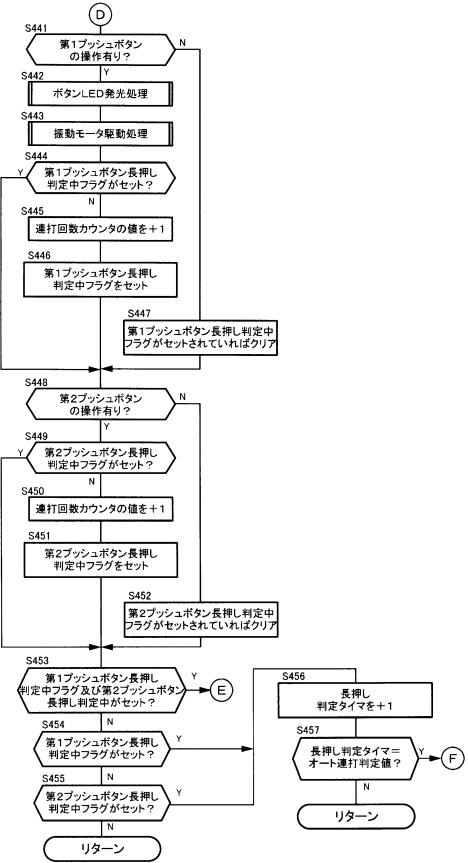 D
S441
第1プッシュボタン
の操作有り？
N
Y
S442
ボタンLED発光処理
S443
振動モータ駆動処理
S444
第1プッシュボタン長押し
判定中フラグがセット？
Y
N
S445
連打回数カウンタの値を＋1
S446
第1プッシュボタン長押し
判定中フラグをセット
S447
第1プッシュボタン長押し判定中
フラグがセットされていればクリア
S448
第2プッシュボタン
の操作有り？
N
Y
S449
第2プッシュボタン長押し
判定中フラグがセット？
Y
N
S450
連打回数カウンタの値を＋1
S451
第2プッシュボタン長押し
判定中フラグをセット
S452
第2プッシュボタン長押し判定中
フラグがセットされていればクリア
S453
第1プッシュボタン長押し
判定中フラグ及び第2プッシュボタン
長押し判定中がセット？
Y
E
N
S454
第1プッシュボタン長押し
判定中フラグがセット？
Y
N
S455
第2プッシュボタン長押し
判定中フラグがセット？
Y
N
リターン
S456
長押し
判定タイマを＋1
S457
長押し判定タイマ＝
オート連打判定値？
Y
F
N
リターン